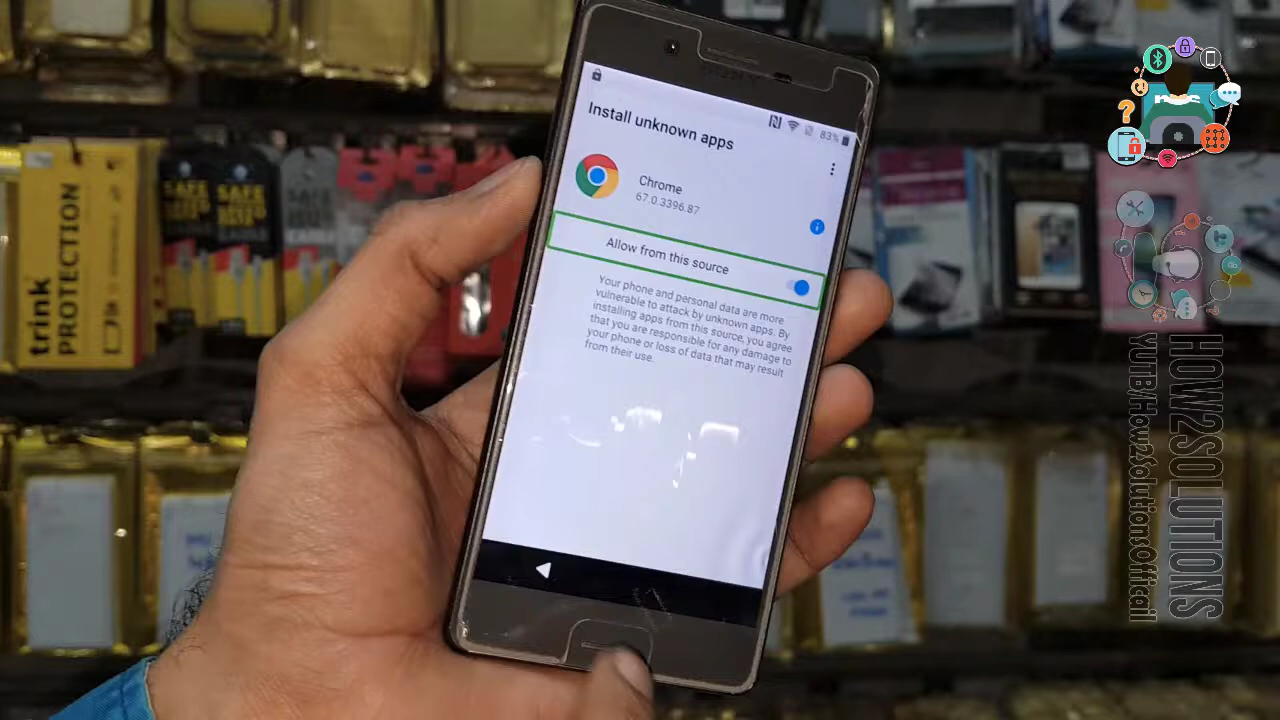 83%
Install unknown apps
Chrome
67.0.3396.87
Allow from this source
Your phone and personal data are more
vulnerable to attack by unknown apps. By
installing apps from this source, you agree
that you are responsible for any damage to
your phone or loss of data that may result
from their use.
trink
PROTECTION
SAFE
SAFE
HOW2SOLUTIONS
YUTB/How2SolutionsOfficail